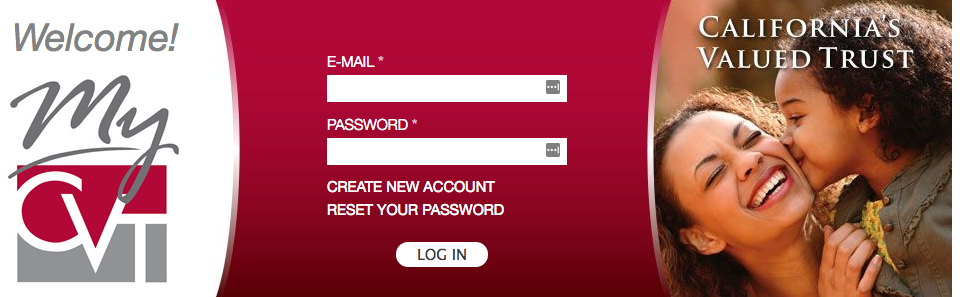 Welcome!
My
CVT
E-MAIL *
PASSWORD *
CREATE NEW ACCOUNT
RESET YOUR PASSWORD
LOG IN
CALIFORNIA'S
VALUED TRUST